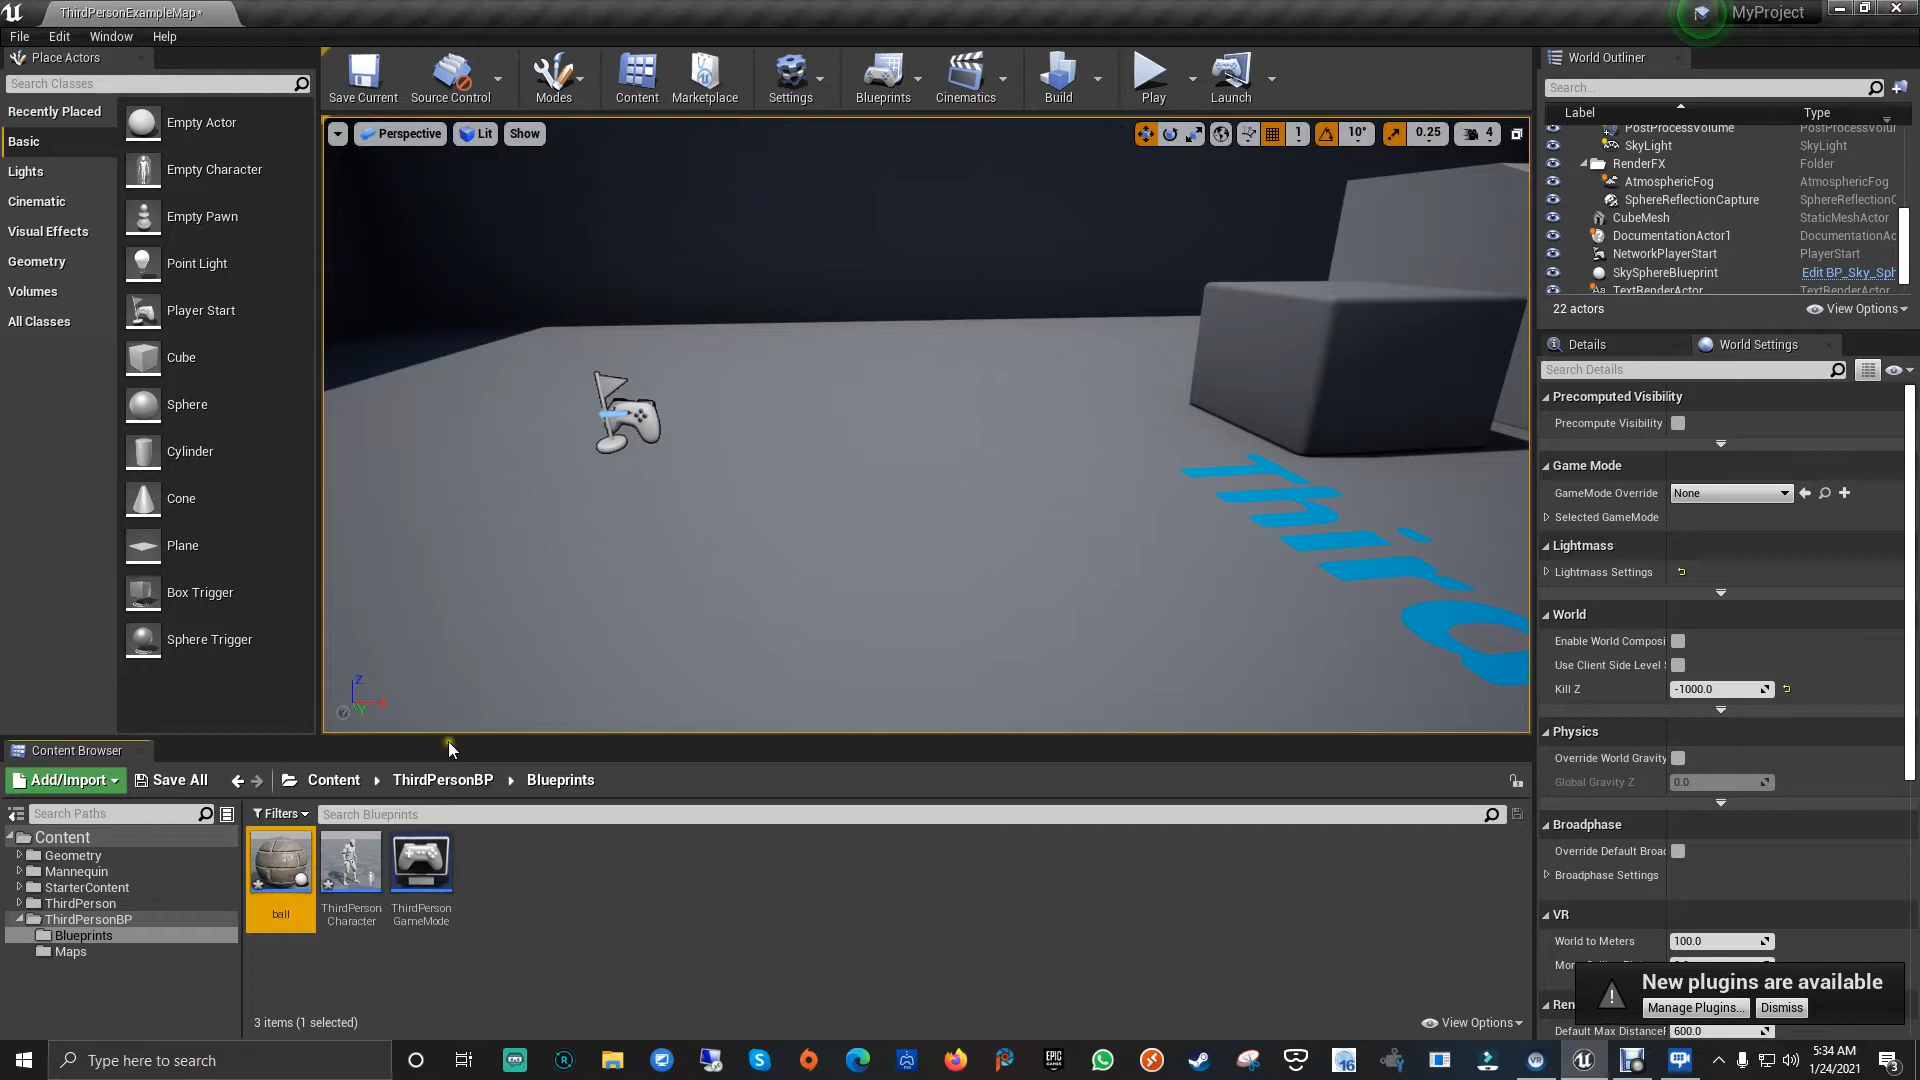 ThirdPersonExampleMap*
MyProject
File Edit Window Help
Place Actors
Search Classes
Recently Placed
Basic
Lights
Cinematic
Visual Effects
Geometry
Volumes
All Classes
Empty Actor
Empty Character
Empty Pawn
Point Light
Player Start
Cube
Sphere
Cylinder
Cone
Plane
Box Trigger
Sphere Trigger
Save Current
Source Control
Modes
Content
Marketplace
Settings
Blueprints
Cinematics
Build
Play
Launch
Perspective
Lit
Show
1
10°
0.25
4
Third
Z
X
Y
World Outliner
Search...
Label Type
PostProcessVolume PostProcessVolur
SkyLight SkyLight
RenderFX Folder
AtmosphericFog AtmosphericFog
SphereReflectionCapture SphereReflectionC
CubeMesh StaticMeshActor
DocumentationActor1 DocumentationAc
NetworkPlayerStart PlayerStart
SkySphereBlueprint Edit BP_Sky_Sph
TextRenderActor TextRenderActor
22 actors View Options
Details
World Settings
Search Details
Precomputed Visibility
Precompute Visibility
Game Mode
GameMode Override None
Selected GameMode
Lightmass
Lightmass Settings
World
Enable World Composi
Use Client Side Level
Kill Z -1000.0
Physics
Override World Gravity
Global Gravity Z 0.0
Broadphase
Override Default Broad
Broadphase Settings
VR
World to Meters 100.0
Ren
Default Max DistanceF 600.0
New plugins are available
Manage Plugins... Dismiss
Content Browser
Add/Import Save All Content ThirdPersonBP Blueprints
Search Paths
Filters Search Blueprints
Content
Geometry
Mannequin
StarterContent
ThirdPerson
ThirdPersonBP
Blueprints
Maps
ball
ThirdPerson
Character
ThirdPerson
GameMode
3 items (1 selected) View Options
Type here to search
EPIC
GAMES
16
VR
5:34 AM
1/24/2021
3